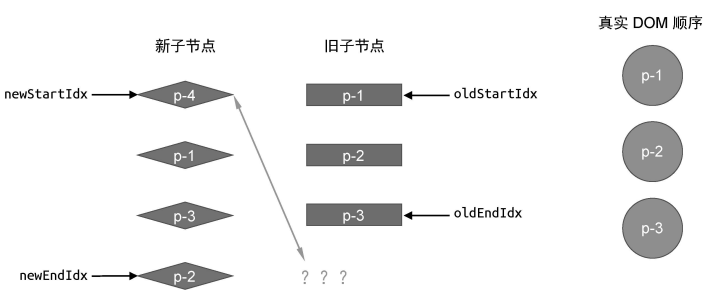 新子节点
旧子节点
真实 DOM 顺序
newStartIdx
p-4
p-1
oldStartIdx
p-1
p-1
p-2
p-2
p-3
p-3
oldEndIdx
p-3
newEndIdx
p-2
? ? ?